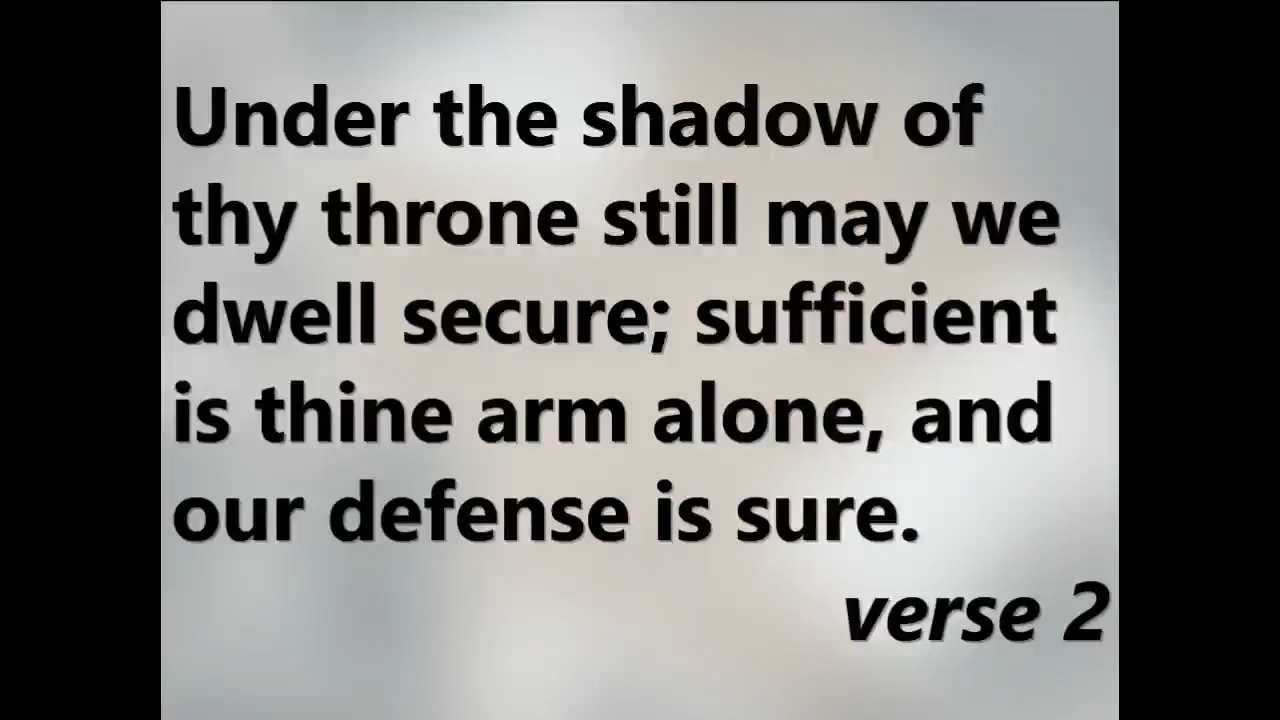 Under the shadow of
thy throne still may we
dwell secure; sufficient
is thine arm alone, and
our defense is sure.
verse 2